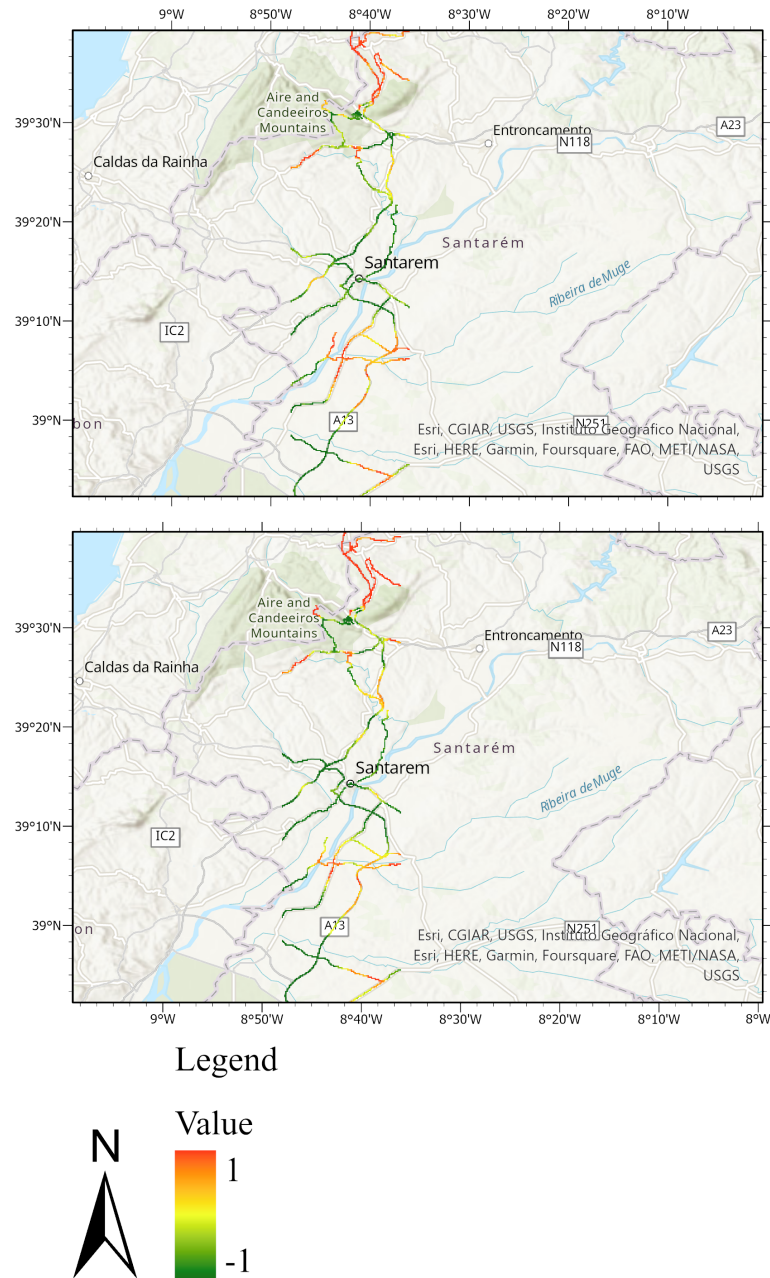 9°W 8°50'W 8°40'W 8°30'W 8°20'W 8°10'W
Aire and
Candeeiros
Mountains
39°30'N
Entroncamento
A23
N118
Caldas da Rainha
39°20'N
Santarém
Santarem
Ribeira de Muge
39°10'N
IC2
39°N
bon
A13
N251
Esri, CGIAR, USGS, Instituto Geográfico Nacional,
Esri, HERE, Garmin, Foursquare, FAO, METI/NASA,
USGS
Aire and
Candeeiros
Mountains
39°30'N
Entroncamento
A23
N118
Caldas da Rainha
39°20'N
Santarém
Santarem
Ribeira de Muge
39°10'N
IC2
39°N
on
A13
N251
Esri, CGIAR, USGS, Instituto Geográfico Nacional,
Esri, HERE, Garmin, Foursquare, FAO, METI/NASA,
USGS
9°W 8°50'W 8°40'W 8°30'W 8°20'W 8°10'W 8°W
Legend
Value
N
1
-1